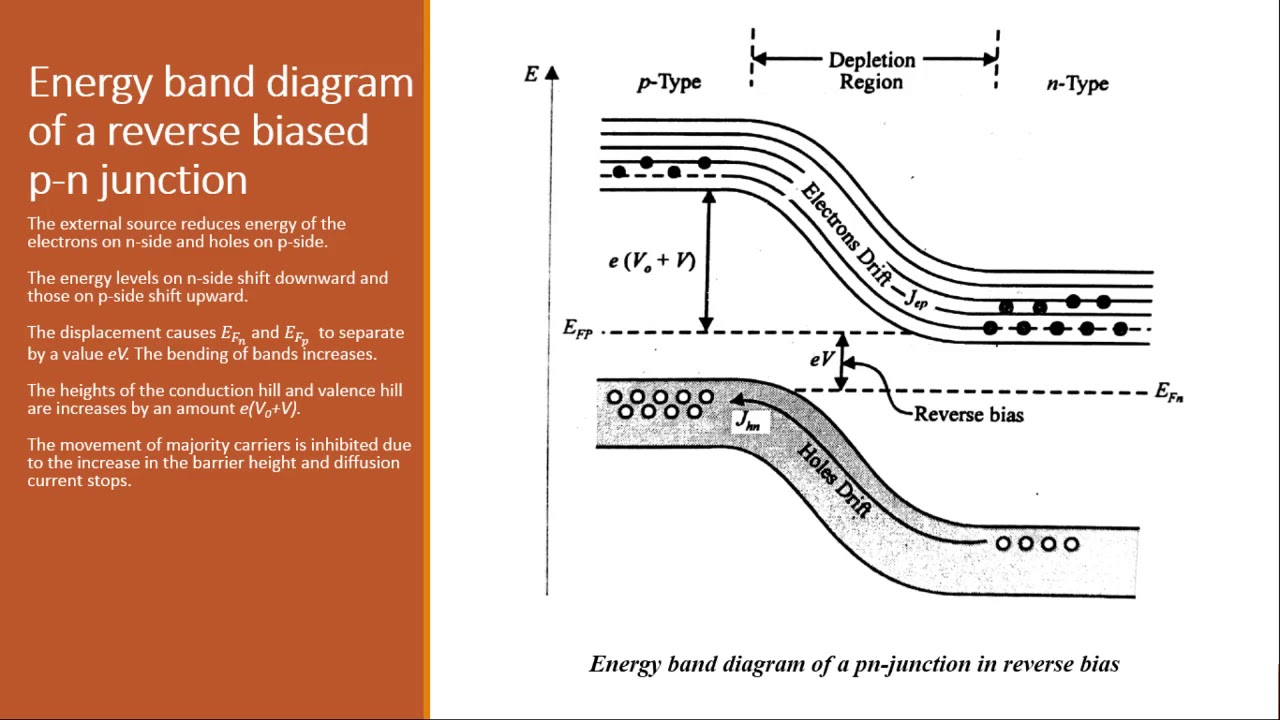 Energy band diagram
of a reverse biased
p-n junction
The external source reduces energy of the
electrons on n-side and holes on p-side.
The energy levels on n-side shift downward and
those on p-side shift upward.
The displacement causes E_{F_n} and E_{F_p} to separate
by a value eV. The bending of bands increases.
The heights of the conduction hill and valence hill
are increases by an amount e(V₀+V).
The movement of majority carriers is inhibited due
to the increase in the barrier height and diffusion
current stops.
E
p-Type
Depletion
Region
n-Type
Electrons Drift
J_{ep}
e (V_o + V)
E_{FP}
eV
E_{Fn}
Reverse bias
J_{hn}
Holes Drift
Energy band diagram of a pn-junction in reverse bias